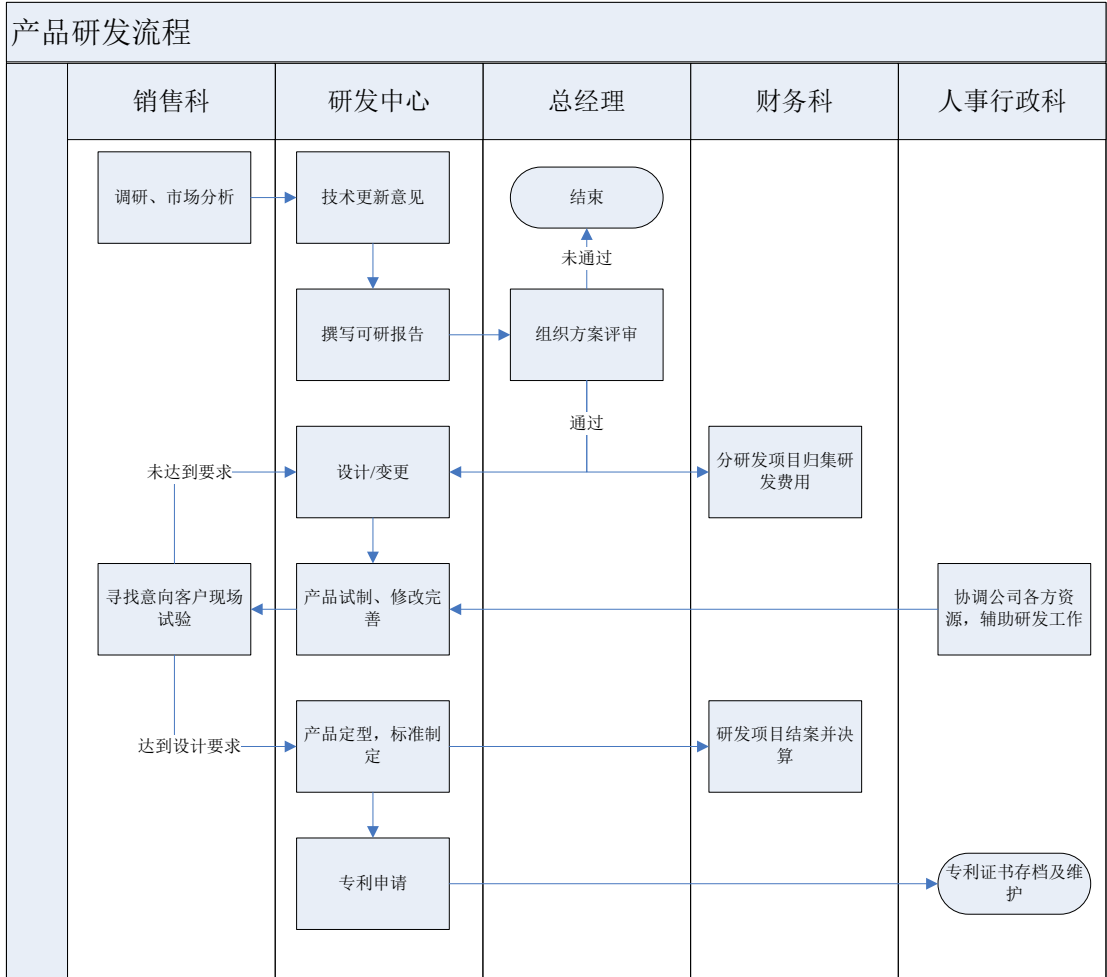 产品研发流程
销售科
研发中心
总经理
财务科
人事行政科
调研、市场分析
技术更新意见
结束
未通过
撰写可研报告
组织方案评审
通过
未达到要求
设计/变更
分研发项目归集研
发费用
寻找意向客户现场
试验
产品试制、修改完
善
协调公司各方资
源，辅助研发工作
达到设计要求
产品定型，标准制
定
研发项目结案并决
算
专利申请
专利证书存档及维
护